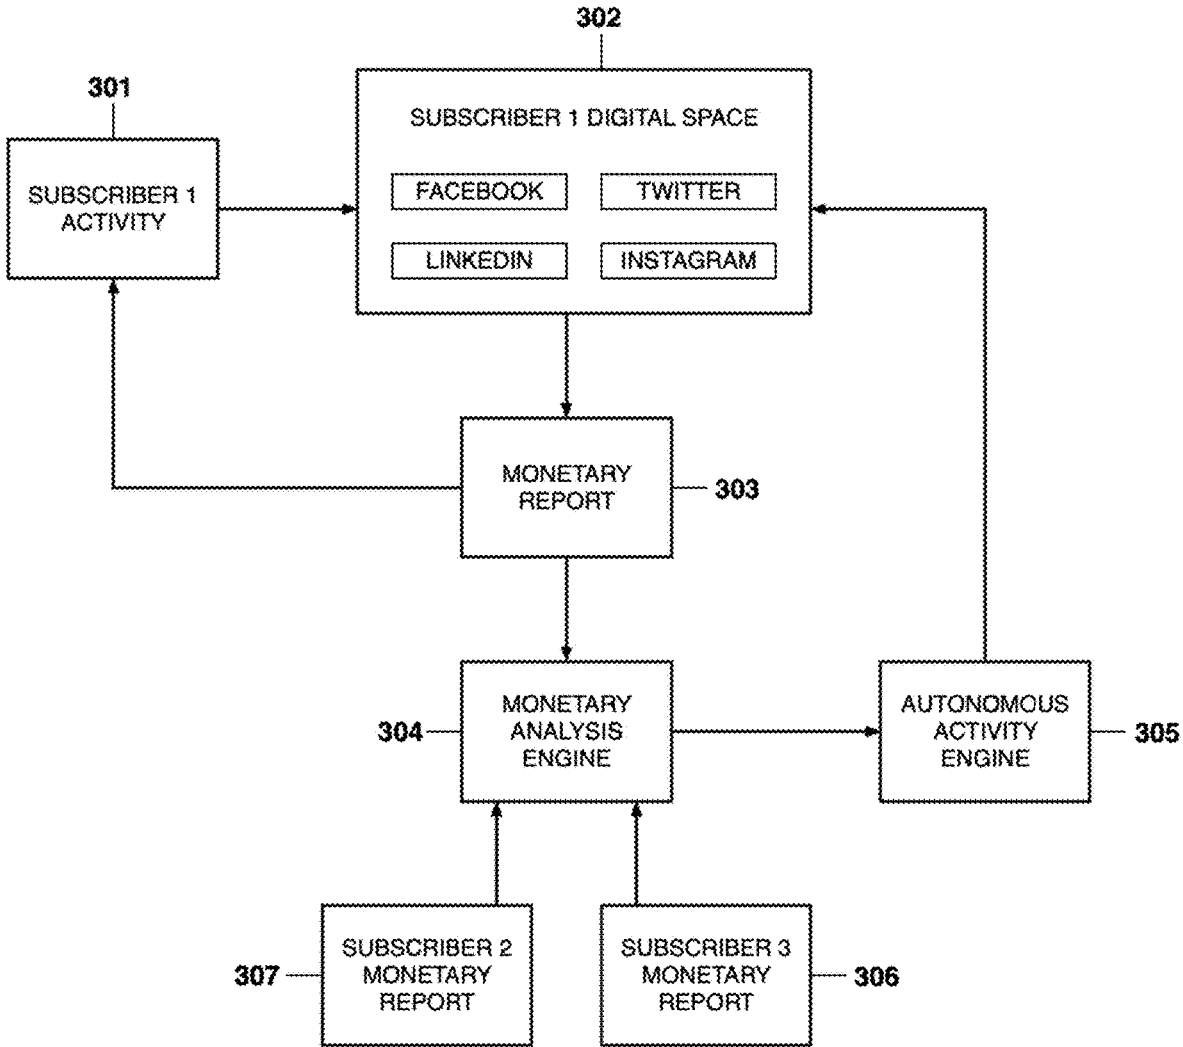 302
301
SUBSCRIBER 1 DIGITAL SPACE
SUBSCRIBER 1
ACTIVITY
FACEBOOK
TWITTER
LINKEDIN
INSTAGRAM
MONETARY
REPORT
303
304
MONETARY
ANALYSIS
ENGINE
AUTONOMOUS
ACTIVITY
ENGINE
305
307
SUBSCRIBER 2
MONETARY
REPORT
SUBSCRIBER 3
MONETARY
REPORT
306